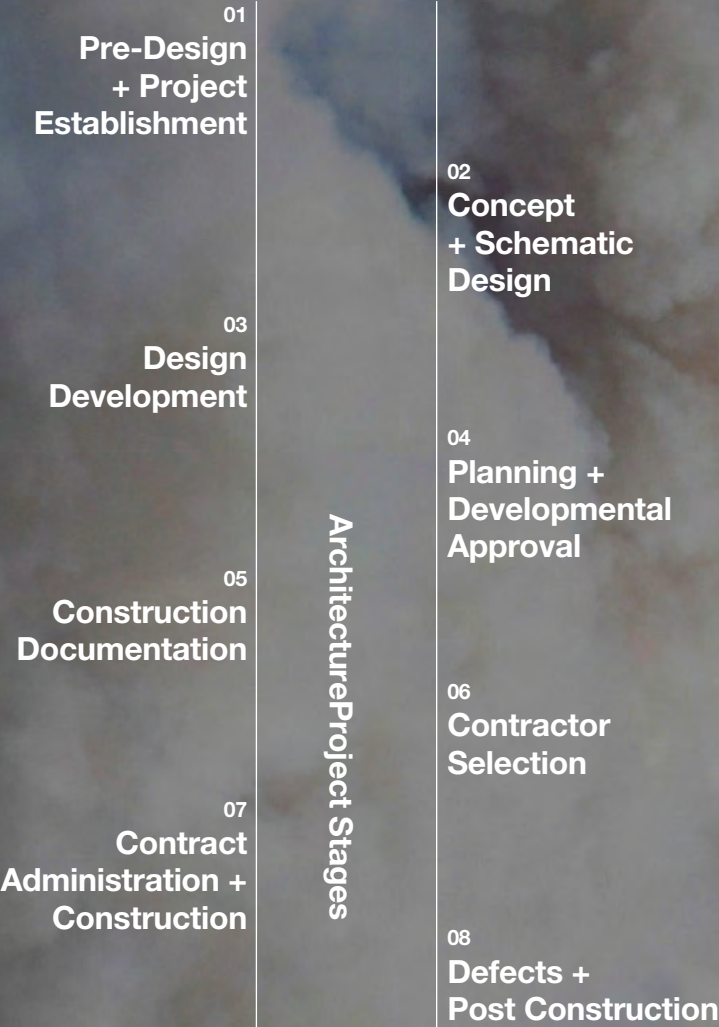 01
Pre-Design
+ Project
Establishment
02
Concept
+ Schematic
Design
03
Design
Development
04
Planning +
Developmental
Approval
ArchitectureProject Stages
05
Construction
Documentation
06
Contractor
Selection
07
Contract
Administration +
Construction
08
Defects +
Post Construction